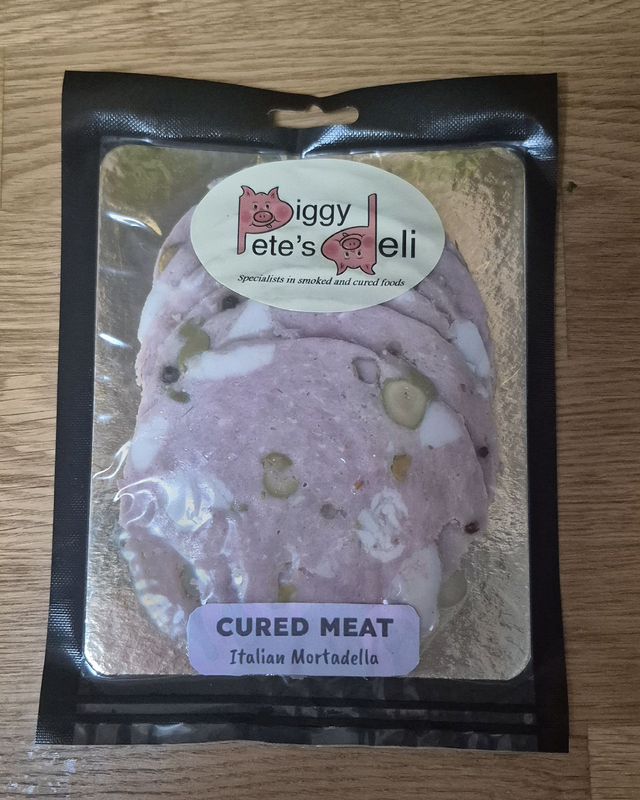 Piggy
Pete's deli
Specialists in smoked and cured foods
CURED MEAT
Italian Mortadella